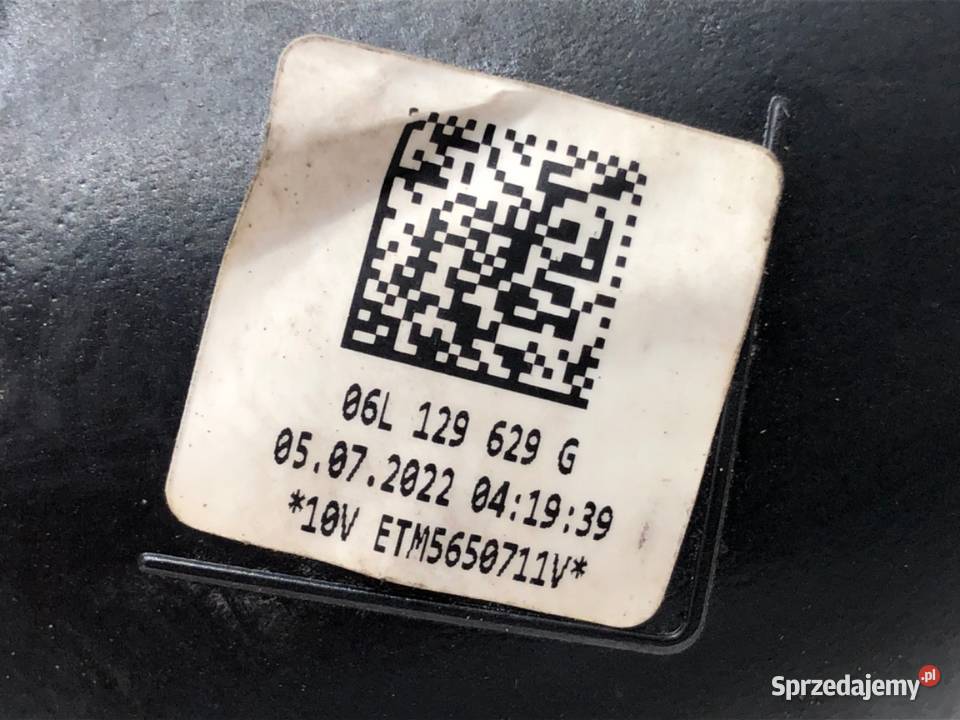 06L 129 629 G
05.07.2022 04:19:39
*10V ETM5650711V*
Sprzedajemy.pl